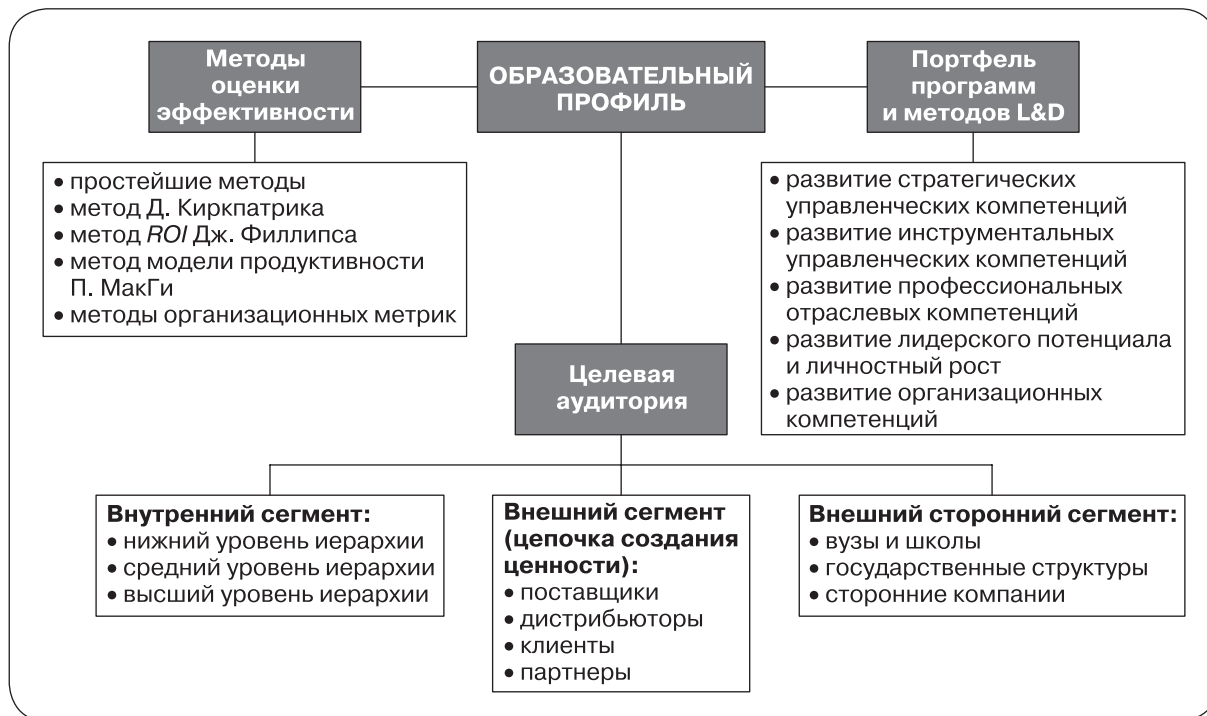 Методы
оценки
эффективности
ОБРАЗОВАТЕЛЬНЫЙ
ПРОФИЛЬ
Портфель
программ
и методов L&D
• простейшие методы
• метод Д. Киркпатрика
• метод ROI Дж. Филлипса
• метод модели продуктивности
П. МакГи
• методы организационных метрик
• развитие стратегических
управленческих компетенций
• развитие инструментальных
управленческих компетенций
• развитие профессиональных
отраслевых компетенций
• развитие лидерского потенциала
и личностный рост
• развитие организационных
компетенций
Целевая
аудитория
Внутренний сегмент:
• нижний уровень иерархии
• средний уровень иерархии
• высший уровень иерархии
Внешний сегмент
(цепочка создания
ценности):
• поставщики
• дистрибьюторы
• клиенты
• партнеры
Внешний сторонний сегмент:
• вузы и школы
• государственные структуры
• сторонние компании